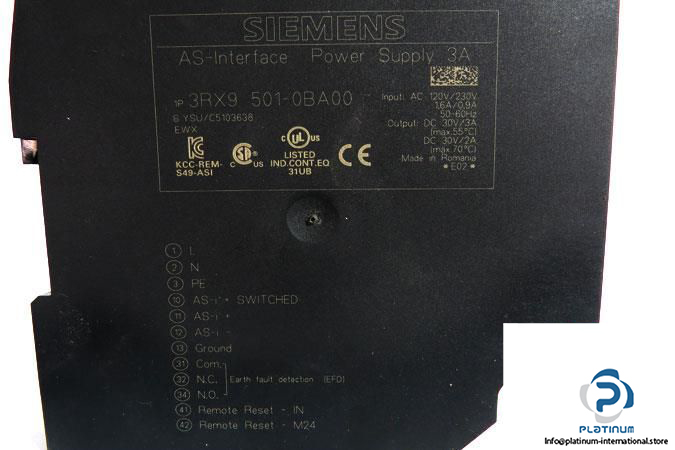 SIEMENS
AS-Interface Power Supply 3A
1P 3RX9 501-0BA00
S YSU/C5103638
EWX
Input: AC 120V/230V
1,6A/0,9A
50-60Hz
Output: DC 30V/3A
(max.55°C)
DC 30V/2A
(max.70°C)
Made in Romania
*E02*
KCC-REM-
S49-ASI
C US
C UL US
LISTED
IND.CONT.EQ
31UB
CE
1 L
2 N
3 PE
10 AS-i + SWITCHED
11 AS-i +
12 AS-i -
13 Ground
31 Com.
32 N.C. Earth fault detection (EFD)
34 N.O.
41 Remote Reset - IN
42 Remote Reset - M24
PLATINUM
Info@platinum-international.store